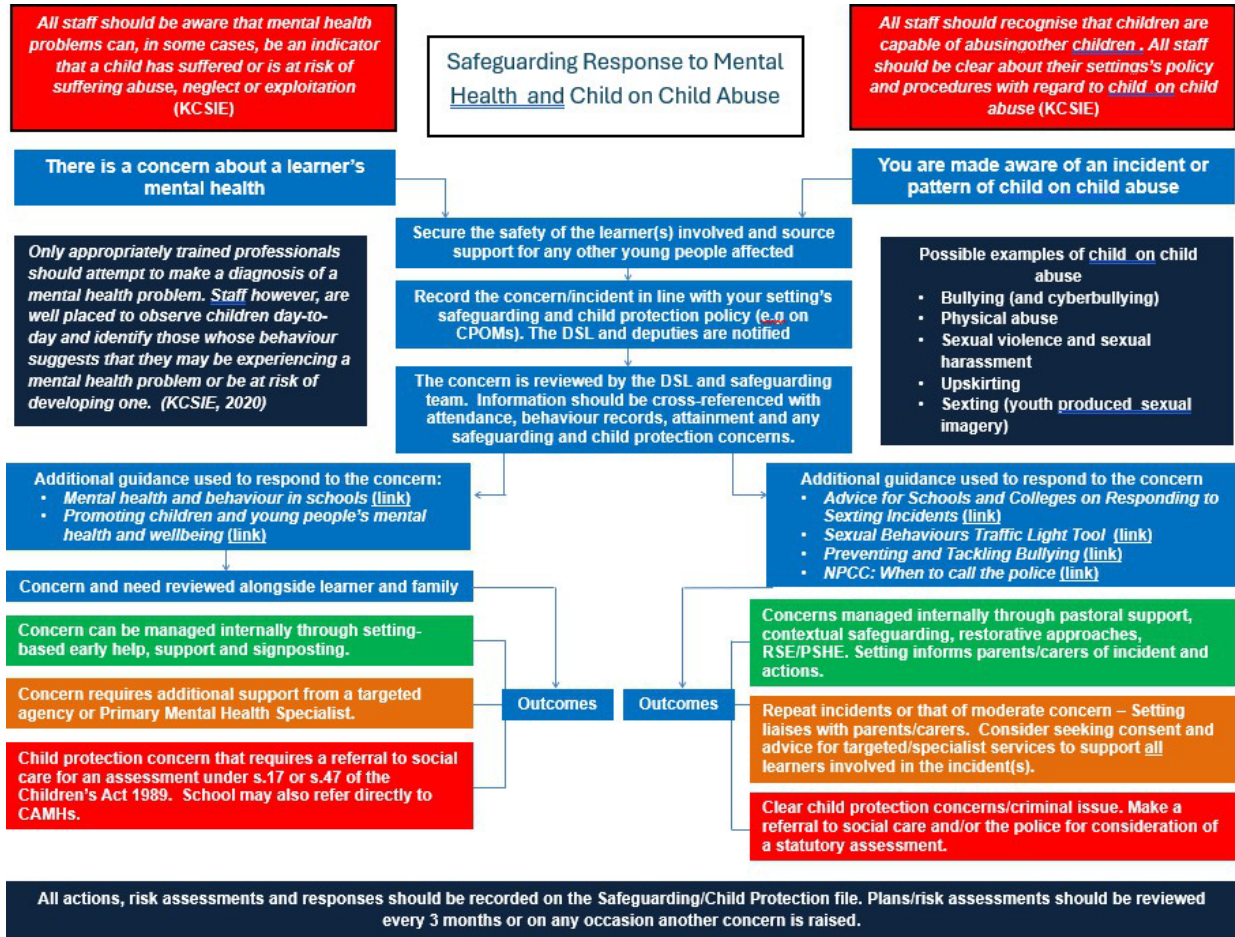 All staff should be aware that mental health
problems can, in some cases, be an indicator
that a child has suffered or is at risk of
suffering abuse, neglect or exploitation
(KCSIE)
Safeguarding Response to Mental
Health and Child on Child Abuse
All staff should recognise that children are
capable of abusingother children . All staff
should be clear about their settings's policy
and procedures with regard to child on child
abuse (KCSIE)
There is a concern about a learner's
mental health
You are made aware of an incident or
pattern of child on child abuse
Secure the safety of the learner(s) involved and source
support for any other young people affected
Only appropriately trained professionals
should attempt to make a diagnosis of a
mental health problem. Staff however, are
well placed to observe children day-to-
day and identify those whose behaviour
suggests that they may be experiencing a
mental health problem or be at risk of
developing one. (KCSIE, 2020)
Record the concern/incident in line with your setting's
safeguarding and child protection policy (e.g on
CPOMs). The DSL and deputies are notified
Possible examples of child on child
abuse
• Bullying (and cyberbullying)
• Physical abuse
• Sexual violence and sexual
harassment
• Upskirting
• Sexting (youth produced sexual
imagery)
The concern is reviewed by the DSL and safeguarding
team. Information should be cross-referenced with
attendance, behaviour records, attainment and any
safeguarding and child protection concerns.
Additional guidance used to respond to the concern:
• Mental health and behaviour in schools (link)
• Promoting children and young people's mental
health and wellbeing (link)
Additional guidance used to respond to the concern
• Advice for Schools and Colleges on Responding to
Sexting Incidents (link)
• Sexual Behaviours Traffic Light Tool (link)
• Preventing and Tackling Bullying (link)
• NPCC: When to call the police (link)
Concern and need reviewed alongside learner and family
Concern can be managed internally through setting-
based early help, support and signposting.
Concern requires additional support from a targeted
agency or Primary Mental Health Specialist.
Child protection concern that requires a referral to social
care for an assessment under s.17 or s.47 of the
Children's Act 1989. School may also refer directly to
CAMHs.
Outcomes
Outcomes
Concerns managed internally through pastoral support,
contextual safeguarding, restorative approaches,
RSE/PSHE. Setting informs parents/carers of incident and
actions.
Repeat incidents or that of moderate concern – Setting
liaises with parents/carers. Consider seeking consent and
advice for targeted/specialist services to support all
learners involved in the incident(s).
Clear child protection concerns/criminal issue. Make a
referral to social care and/or the police for consideration of
a statutory assessment.
All actions, risk assessments and responses should be recorded on the Safeguarding/Child Protection file. Plans/risk assessments should be reviewed
every 3 months or on any occasion another concern is raised.